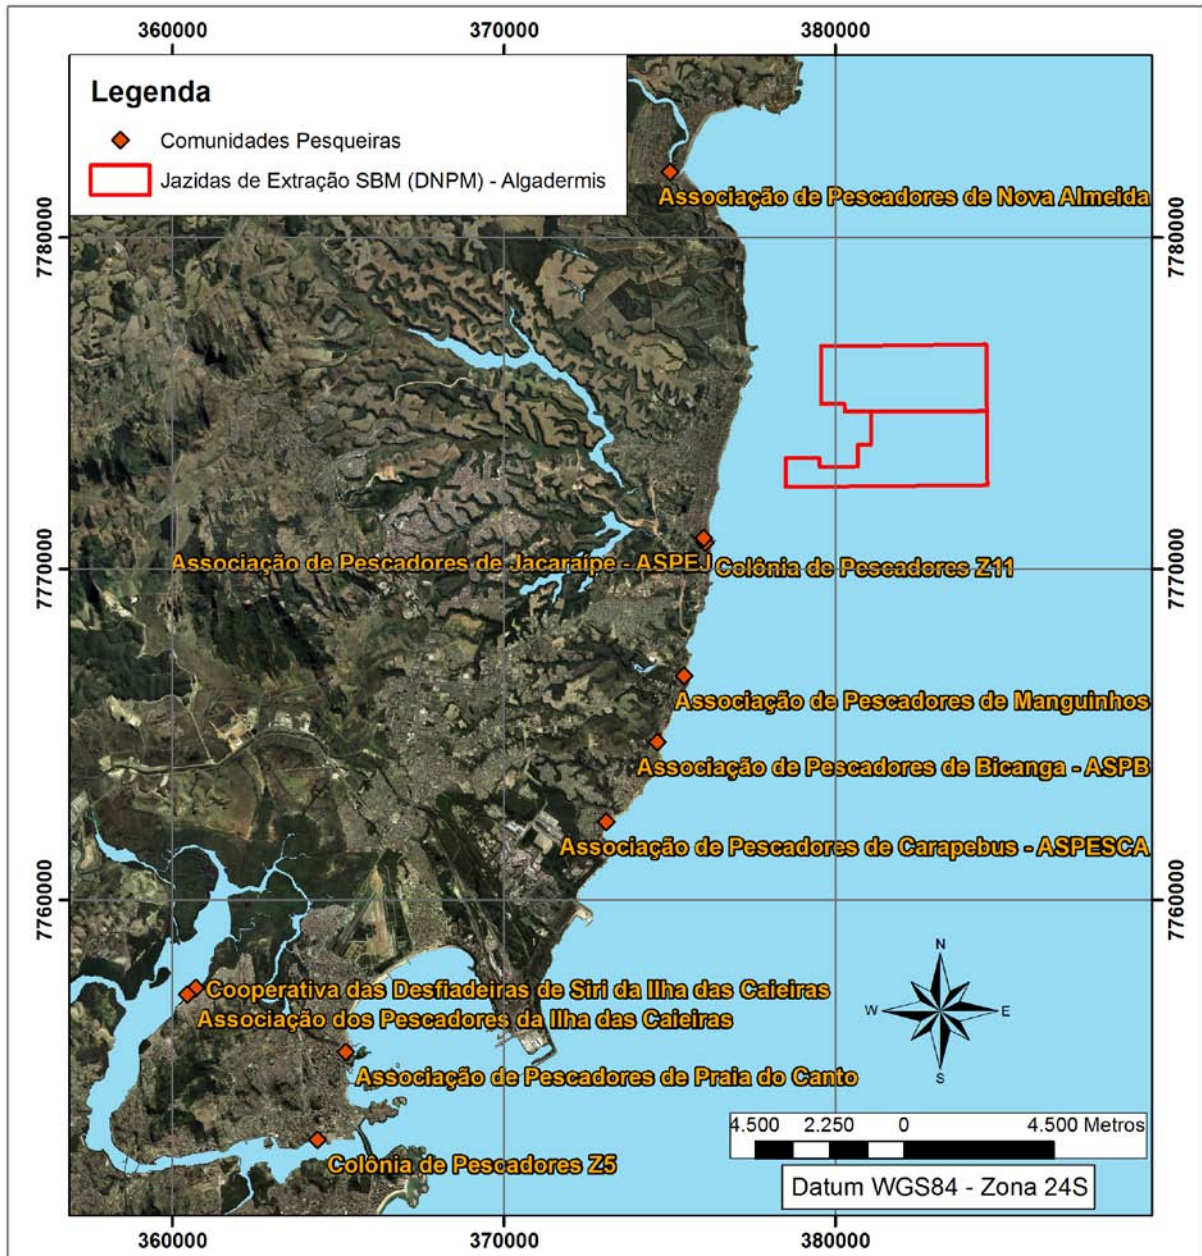 360000 370000 380000
Legenda
Comunidades Pesqueiras
Jazidas de Extração SBM (DNPM) - Algadermis
Associação de Pescadores de Nova Almeida
7780000 7780000
Associação de Pescadores de Jacaraípe - ASPEJ
Colônia de Pescadores Z11
7770000 7770000
Associação de Pescadores de Manguinhos
Associação de Pescadores de Bicanga - ASPB
Associação de Pescadores de Carapebus - ASPESCA
7760000 7760000
N
W E
S
Cooperativa das Desfiadeiras de Siri da Ilha das Caieiras
Associação dos Pescadores da Ilha das Caieiras
Associação de Pescadores de Praia do Canto
Colônia de Pescadores Z5
4.500 2.250 0 4.500 Metros
Datum WGS84 - Zona 24S
360000 370000 380000